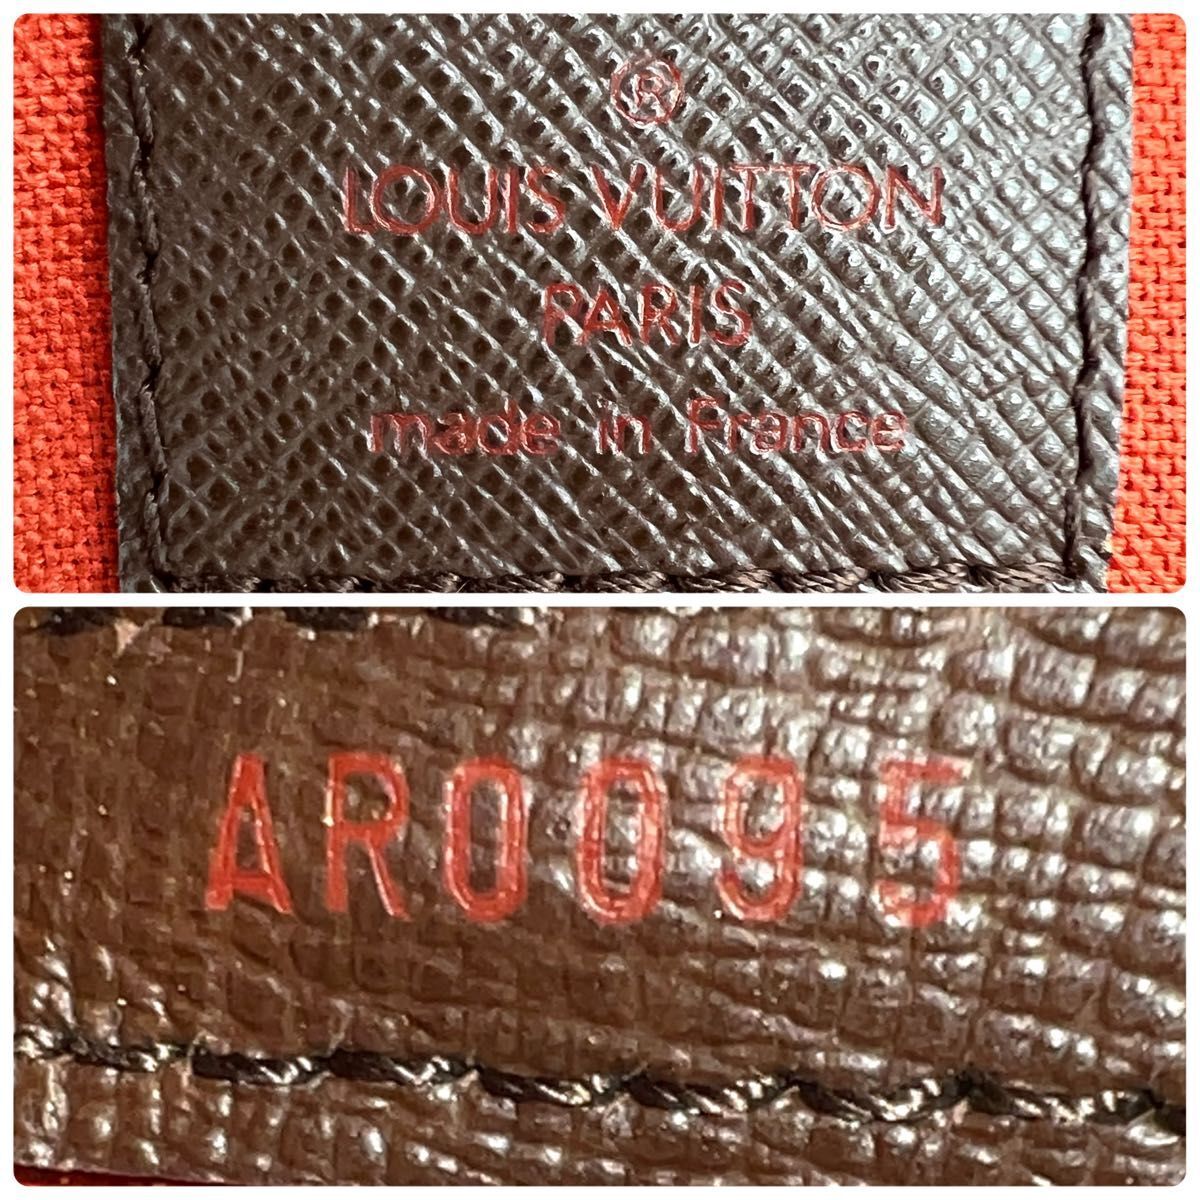 ®
LOUIS VUITTON
PARIS
made in France
AR0095